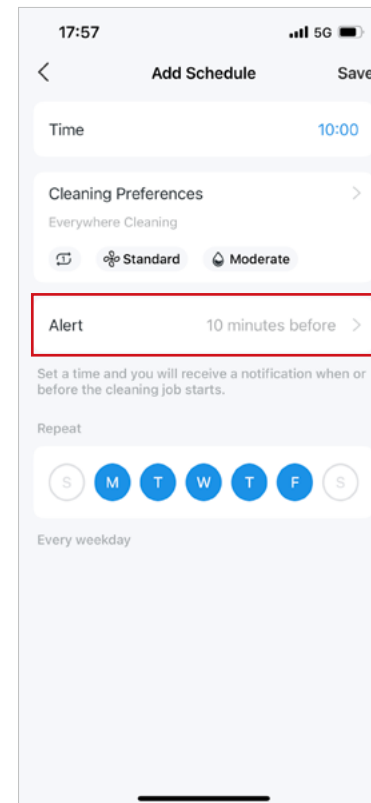 17:57 5G
Add Schedule Save
Time 10:00
Cleaning Preferences
Everywhere Cleaning
1 Standard Moderate
Alert 10 minutes before
Set a time and you will receive a notification when or
before the cleaning job starts.
Repeat
S M T W T F S
Every weekday